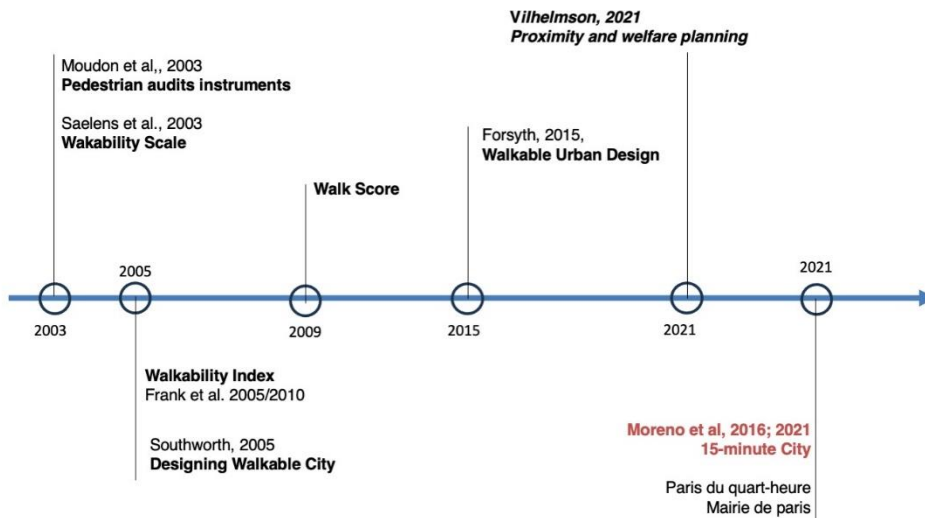 Vilhelmson, 2021
Proximity and welfare planning
Moudon et al,, 2003
Pedestrian audits instruments
Saelens et al., 2003
Wakability Scale
Forsyth, 2015,
Walkable Urban Design
Walk Score
2005
2021
2003
2009
2015
2021
Walkability Index
Frank et al. 2005/2010
Southworth, 2005
Designing Walkable City
Moreno et al, 2016; 2021
15-minute City
Paris du quart-heure
Mairie de paris